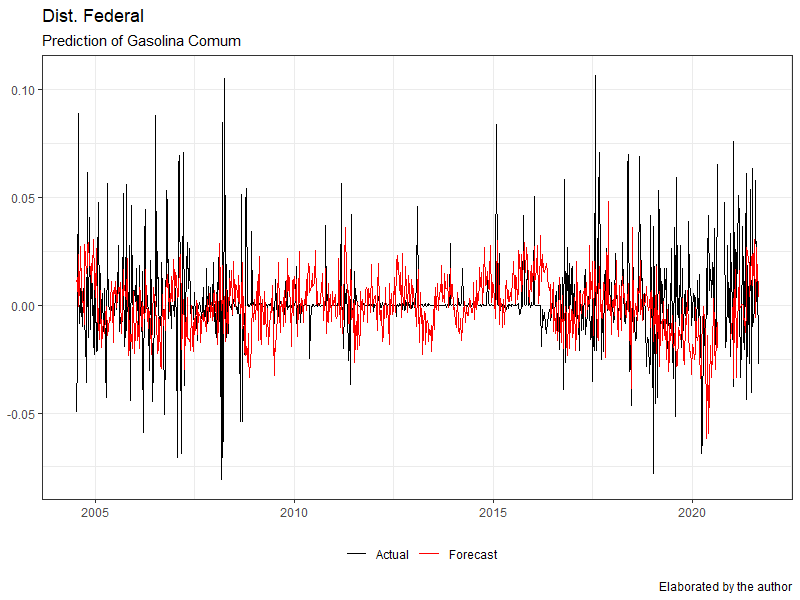 Dist. Federal
Prediction of Gasolina Comum
0.10
0.05
0.00
-0.05
2005 2010 2015 2020
Actual Forecast
Elaborated by the author